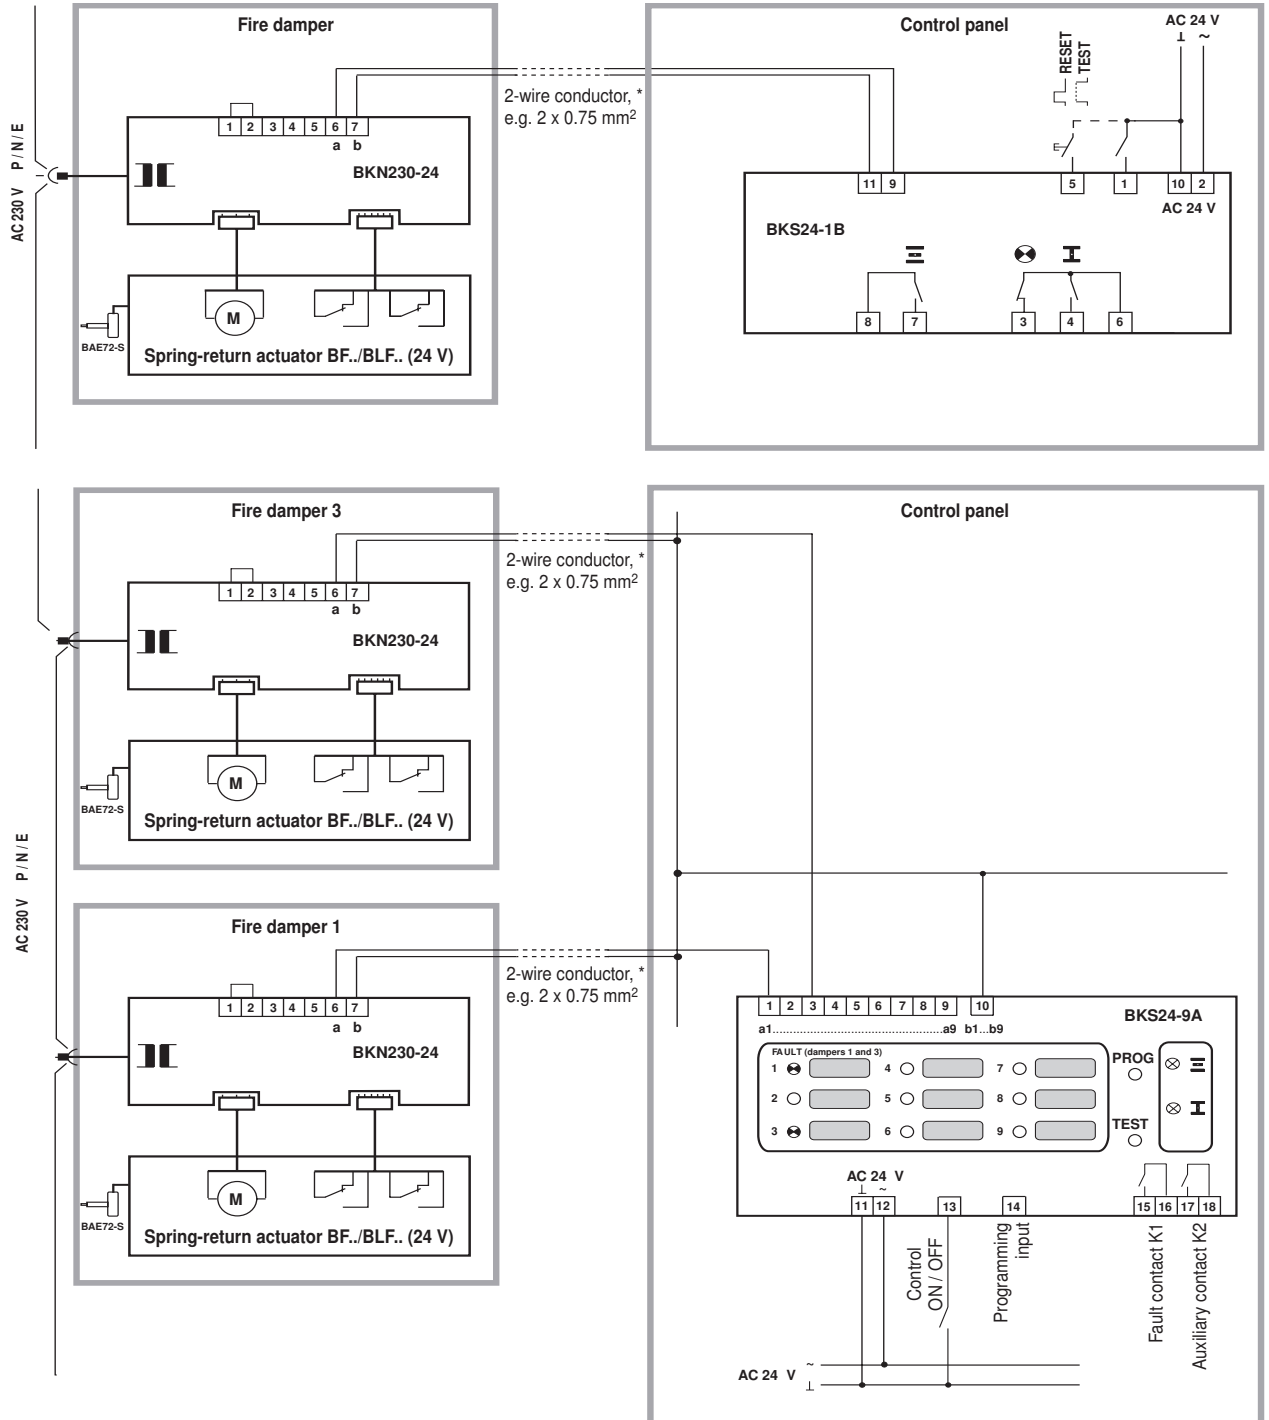 Fire damper
Control panel
AC 24 V
⊥ ~
RESET
TEST
2-wire conductor, *
e.g. 2 x 0.75 mm²
1 2 3 4 5 6 7
a b
BKN230-24
AC 230 V P / N / E
11 9 5 1 10 2
AC 24 V
BKS24-1B
8 7 3 4 6
M
BAE72-S
Spring-return actuator BF../BLF.. (24 V)
Fire damper 3
Control panel
2-wire conductor, *
e.g. 2 x 0.75 mm²
1 2 3 4 5 6 7
a b
BKN230-24
M
BAE72-S
Spring-return actuator BF../BLF.. (24 V)
AC 230 V P / N / E
Fire damper 1
2-wire conductor, *
e.g. 2 x 0.75 mm²
1 2 3 4 5 6 7
a b
BKN230-24
M
BAE72-S
Spring-return actuator BF../BLF.. (24 V)
1 2 3 4 5 6 7 8 9 10
BKS24-9A
a1......................................................a9 b1...b9
FAULT (dampers 1 and 3)
1 4 7
2 5 8
3 6 9
PROG
TEST
AC 24 V
⊥ ~
11 12 13 14 15 16 17 18
Control
ON / OFF
Programming
input
Fault contact K1
Auxiliary contact K2
AC 24 V ~
⊥